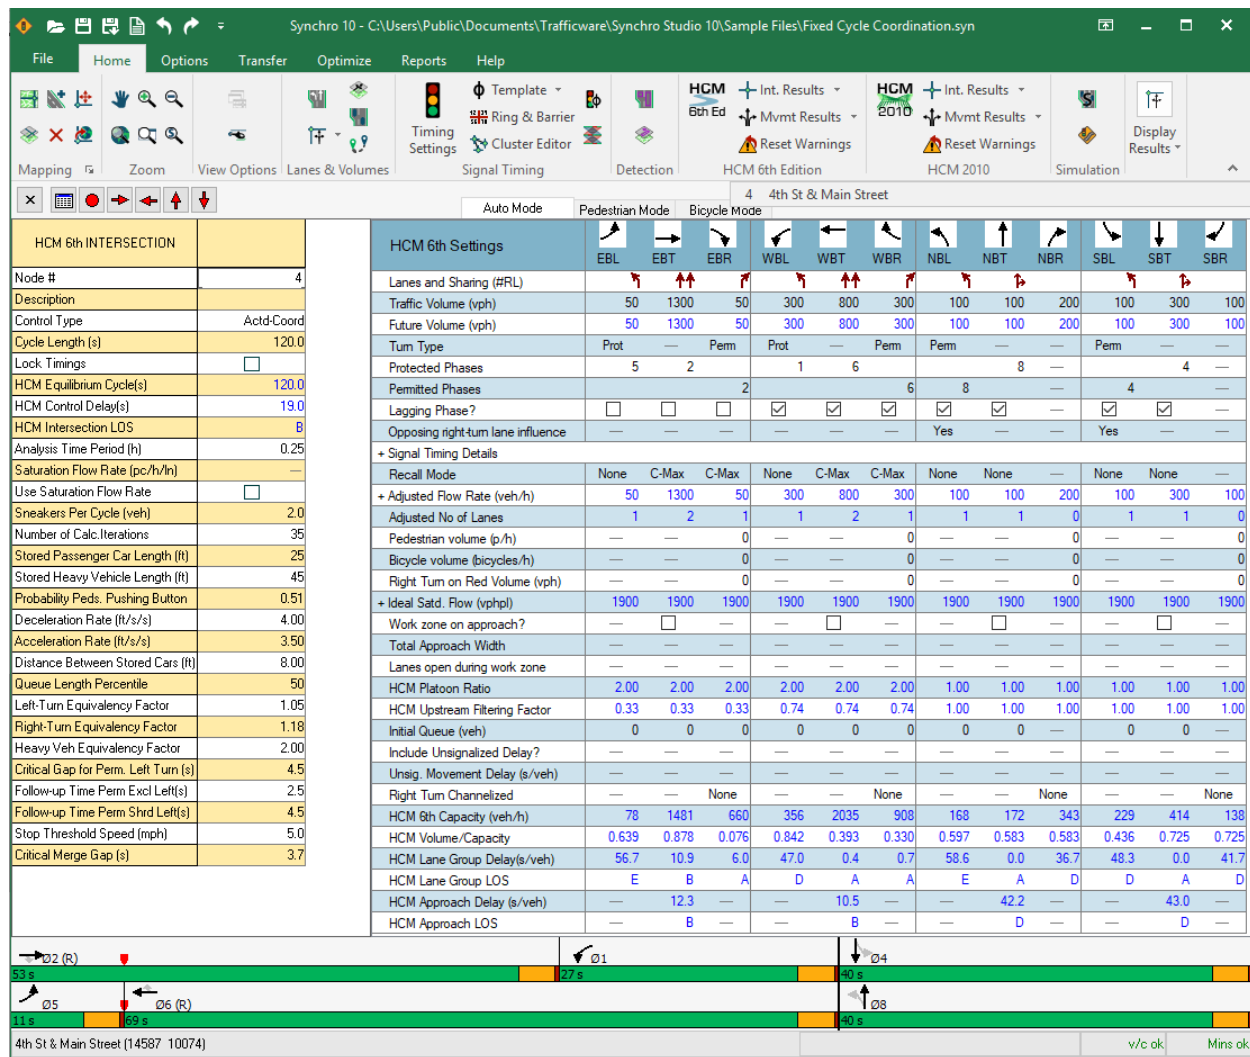 Synchro 10 - C:\Users\Public\Documents\Trafficware\Synchro Studio 10\Sample Files\Fixed Cycle Coordination.syn
File Home Options Transfer Optimize Reports Help
Φ Template HCM Int. Results HCM Int. Results
Ring & Barrier 6th Ed Mvmt Results 2010 Mvmt Results
Timing Settings Cluster Editor Reset Warnings Reset Warnings Display Results
Mapping Zoom View Options Lanes & Volumes Signal Timing Detection HCM 6th Edition HCM 2010 Simulation
4 4th St & Main Street
Auto Mode Pedestrian Mode Bicycle Mode
HCM 6th INTERSECTION
Node # 4
Description
Control Type Actd-Coord
Cycle Length (s) 120.0
Lock Timings
HCM Equilibrium Cycle(s) 120.0
HCM Control Delay(s) 19.0
HCM Intersection LOS B
Analysis Time Period (h) 0.25
Saturation Flow Rate (pc/h/ln) —
Use Saturation Flow Rate
Sneakers Per Cycle (veh) 2.0
Number of Calc.Iterations 35
Stored Passenger Car Length (ft) 25
Stored Heavy Vehicle Length (ft) 45
Probability Peds. Pushing Button 0.51
Deceleration Rate (ft/s/s) 4.00
Acceleration Rate (ft/s/s) 3.50
Distance Between Stored Cars (ft) 8.00
Queue Length Percentile 50
Left-Turn Equivalency Factor 1.05
Right-Turn Equivalency Factor 1.18
Heavy Veh Equivalency Factor 2.00
Critical Gap for Perm. Left Turn (s) 4.5
Follow-up Time Perm Excl Left(s) 2.5
Follow-up Time Perm Shrd Left(s) 4.5
Stop Threshold Speed (mph) 5.0
Critical Merge Gap (s) 3.7
HCM 6th Settings EBL EBT EBR WBL WBT WBR NBL NBT NBR SBL SBT SBR
Lanes and Sharing (#RL)
Traffic Volume (vph) 50 1300 50 300 800 300 100 100 200 100 300 100
Future Volume (vph) 50 1300 50 300 800 300 100 100 200 100 300 100
Turn Type Prot — Perm Prot — Perm Perm — — Perm — —
Protected Phases 5 2 1 6 8 — 4 —
Permitted Phases 2 6 8 — 4 —
Lagging Phase? — —
Opposing right-turn lane influence — — — — — — Yes — — Yes — —
+ Signal Timing Details
Recall Mode None C-Max C-Max None C-Max C-Max None None — None None —
+ Adjusted Flow Rate (veh/h) 50 1300 50 300 800 300 100 100 200 100 300 100
Adjusted No of Lanes 1 2 1 1 2 1 1 1 0 1 1 0
Pedestrian volume (p/h) — — 0 — — 0 — — 0 — — 0
Bicycle volume (bicycles/h) — — 0 — — 0 — — 0 — — 0
Right Turn on Red Volume (vph) — — 0 — — 0 — — 0 — — 0
+ Ideal Satd. Flow (vphpl) 1900 1900 1900 1900 1900 1900 1900 1900 1900 1900 1900 1900
Work zone on approach? — — — — — — — —
Total Approach Width — — — — — — — — — — — —
Lanes open during work zone — — — — — — — — — — — —
HCM Platoon Ratio 2.00 2.00 2.00 2.00 2.00 2.00 1.00 1.00 1.00 1.00 1.00 1.00
HCM Upstream Filtering Factor 0.33 0.33 0.33 0.74 0.74 0.74 1.00 1.00 1.00 1.00 1.00 1.00
Initial Queue (veh) 0 0 0 0 0 0 0 0 — 0 0 —
Include Unsignalized Delay? — — — — — — — — — — — —
Unsig. Movement Delay (s/veh) — — — — — — — — — — — —
Right Turn Channelized — — None — — None — — None — — None
HCM 6th Capacity (veh/h) 78 1481 660 356 2035 908 168 172 343 229 414 138
HCM Volume/Capacity 0.639 0.878 0.076 0.842 0.393 0.330 0.597 0.583 0.583 0.436 0.725 0.725
HCM Lane Group Delay(s/veh) 56.7 10.9 6.0 47.0 0.4 0.7 58.6 0.0 36.7 48.3 0.0 41.7
HCM Lane Group LOS E B A D A A E A D D A D
HCM Approach Delay (s/veh) — 12.3 — — 10.5 — — 42.2 — — 43.0 —
HCM Approach LOS — B — — B — — D — — D —
Ø2 (R) Ø1 Ø4
53 s 27 s 40 s
Ø5 Ø6 (R) Ø8
11 s 69 s 40 s
4th St & Main Street (14587 10074) v/c ok Mins ok